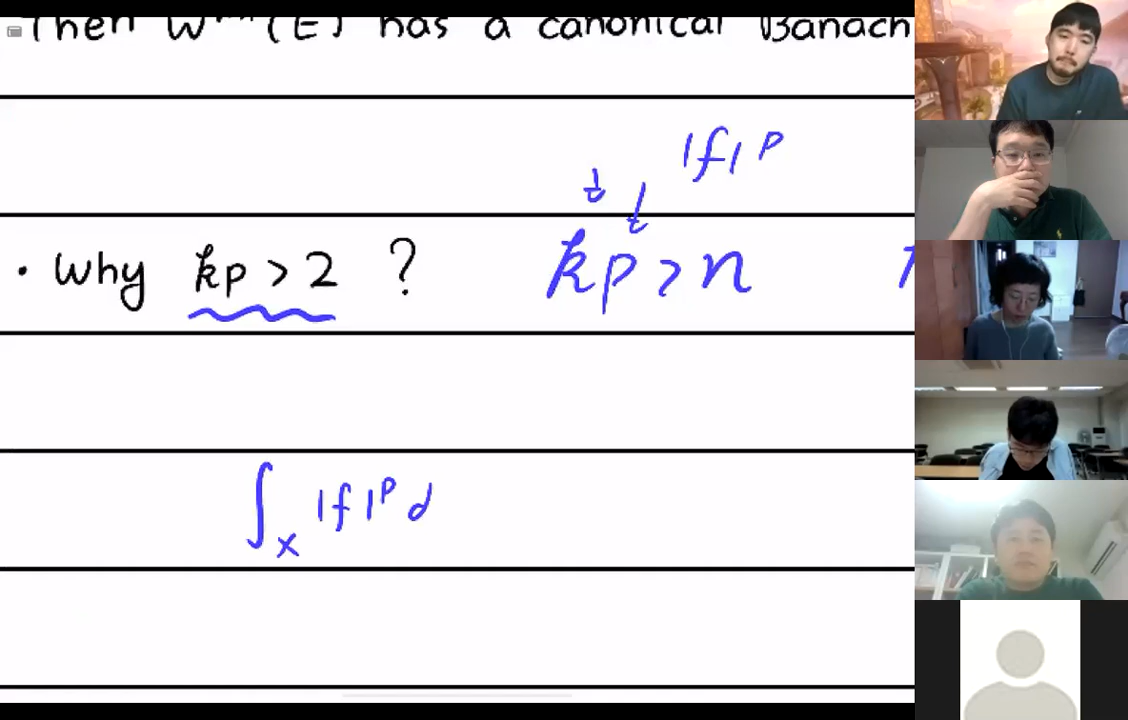 Then W (E) has a canonical Banach
|f|^p
• Why kp > 2 ? kp > n
∫_X |f|^p d